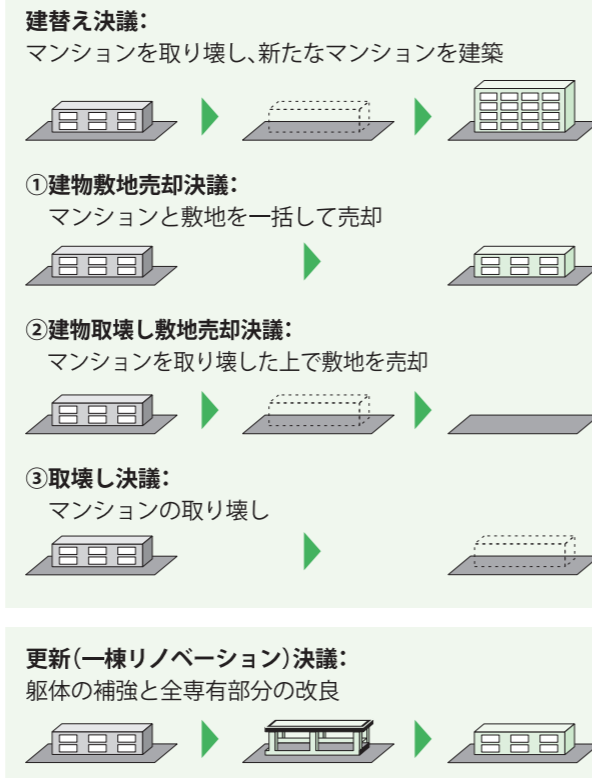 建替え決議：
マンションを取り壊し、新たなマンションを建築
①建物敷地売却決議：
マンションと敷地を一括して売却
②建物取壊し敷地売却決議：
マンションを取り壊した上で敷地を売却
③取壊し決議：
マンションの取り壊し
更新（一棟リノベーション）決議：
躯体の補強と全専有部分の改良